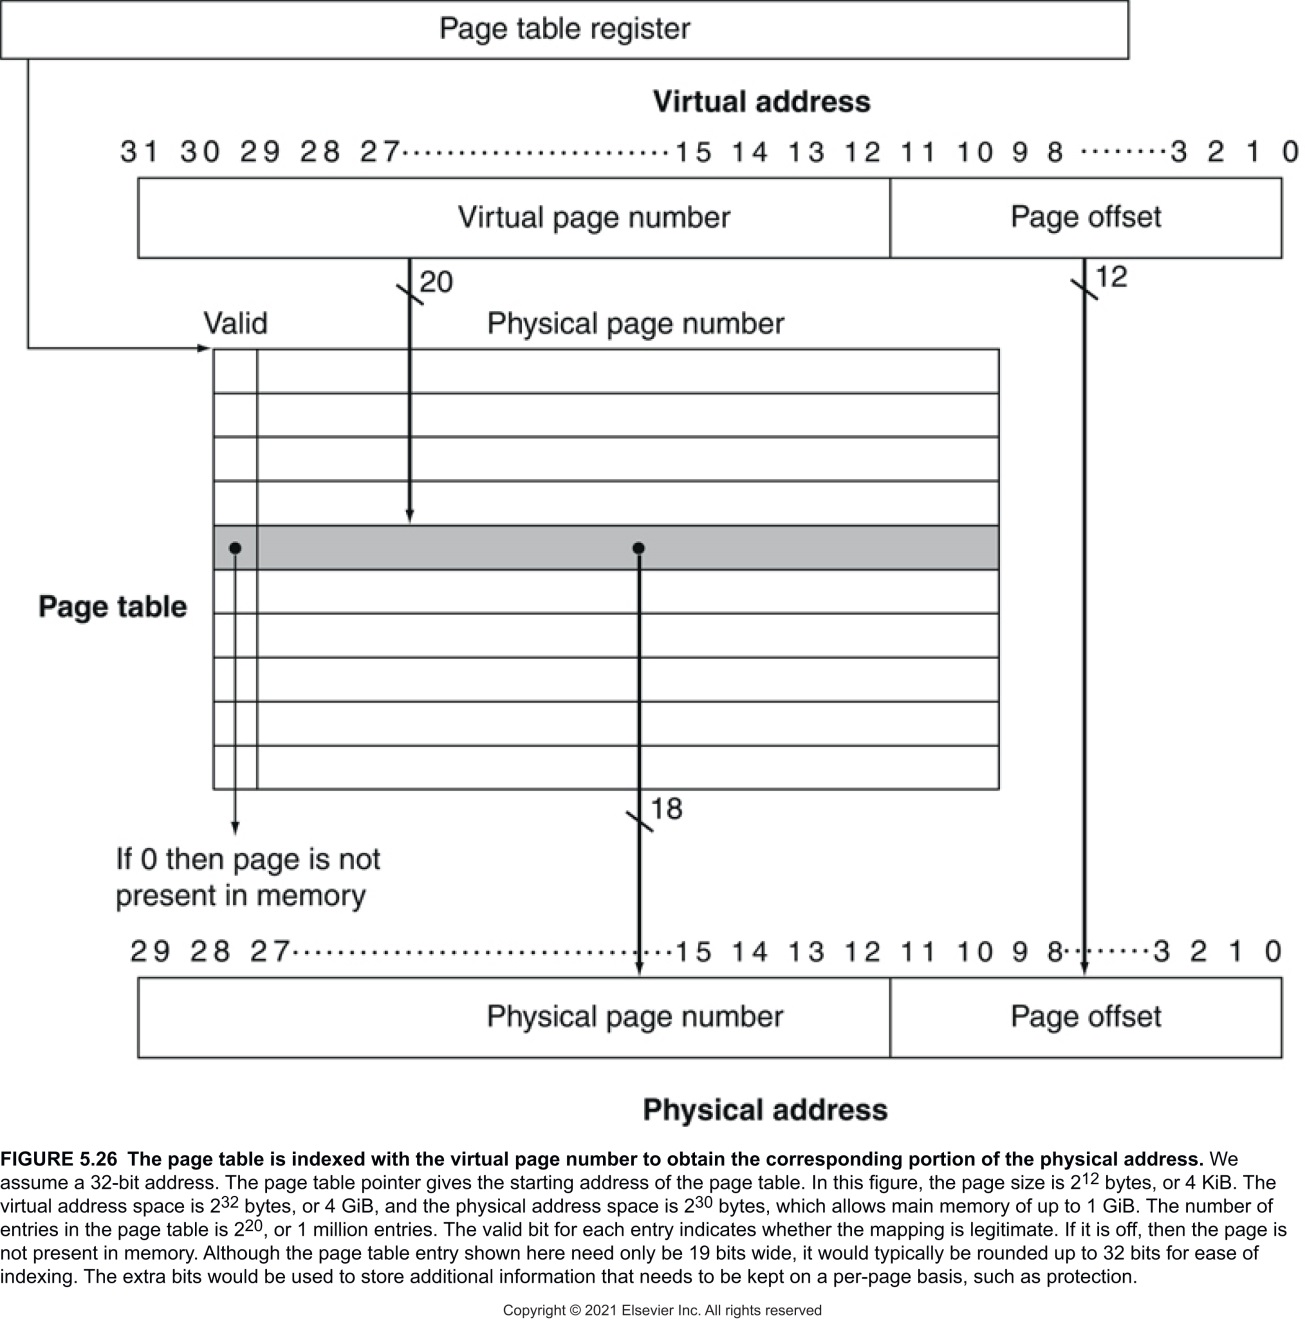 Page table register
Virtual address
31 30 29 28 27·······················15 14 13 12 11 10 9 8 ········3 2 1 0
Virtual page number Page offset
20 12
Valid Physical page number
Page table
18
If 0 then page is not
present in memory
29 28 27··································15 14 13 12 11 10 9 8········3 2 1 0
Physical page number Page offset
Physical address
FIGURE 5.26 The page table is indexed with the virtual page number to obtain the corresponding portion of the physical address. We
assume a 32-bit address. The page table pointer gives the starting address of the page table. In this figure, the page size is 2¹² bytes, or 4 KiB. The
virtual address space is 2³² bytes, or 4 GiB, and the physical address space is 2³⁰ bytes, which allows main memory of up to 1 GiB. The number of
entries in the page table is 2²⁰, or 1 million entries. The valid bit for each entry indicates whether the mapping is legitimate. If it is off, then the page is
not present in memory. Although the page table entry shown here need only be 19 bits wide, it would typically be rounded up to 32 bits for ease of
indexing. The extra bits would be used to store additional information that needs to be kept on a per-page basis, such as protection.
Copyright © 2021 Elsevier Inc. All rights reserved